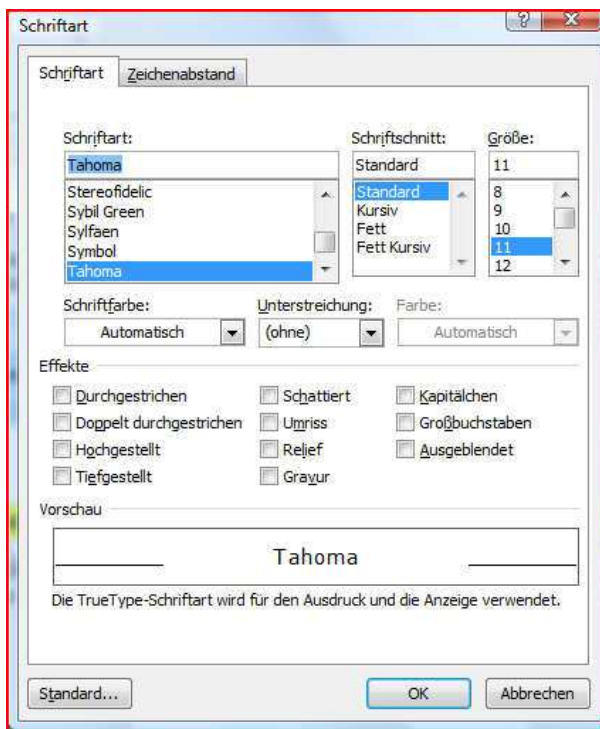 Schriftart
Schriftart Zeichenabstand
Schriftart: Schriftschnitt: Größe:
Tahoma Standard 11
Stereofidelic Standard 8
Sybil Green Kursiv 9
Sylfaen Fett 10
Symbol Fett Kursiv 11
Tahoma 12
Schriftfarbe: Unterstreichung: Farbe:
Automatisch (ohne) Automatisch
Effekte
Durchgestrichen Schattiert Kapitälchen
Doppelt durchgestrichen Umriss Großbuchstaben
Hochgestellt Relief Ausgeblendet
Tiefgestellt Gravur
Vorschau
Tahoma
Die TrueType-Schriftart wird für den Ausdruck und die Anzeige verwendet.
Standard... OK Abbrechen